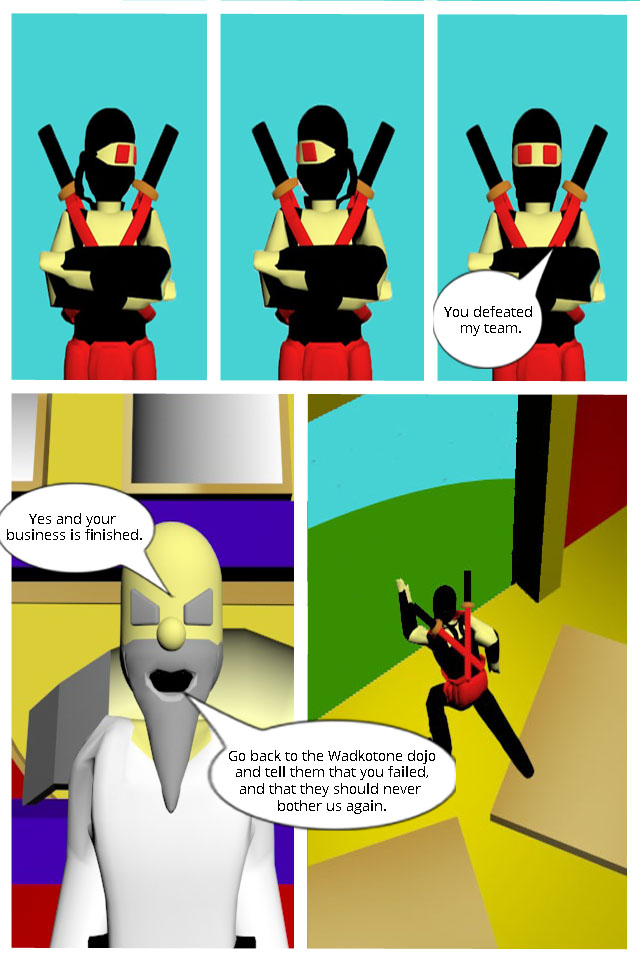 You defeated
my team.
Yes and your
business is finished.
Go back to the Wadkotone dojo
and tell them that you failed,
and that they should never
bother us again.